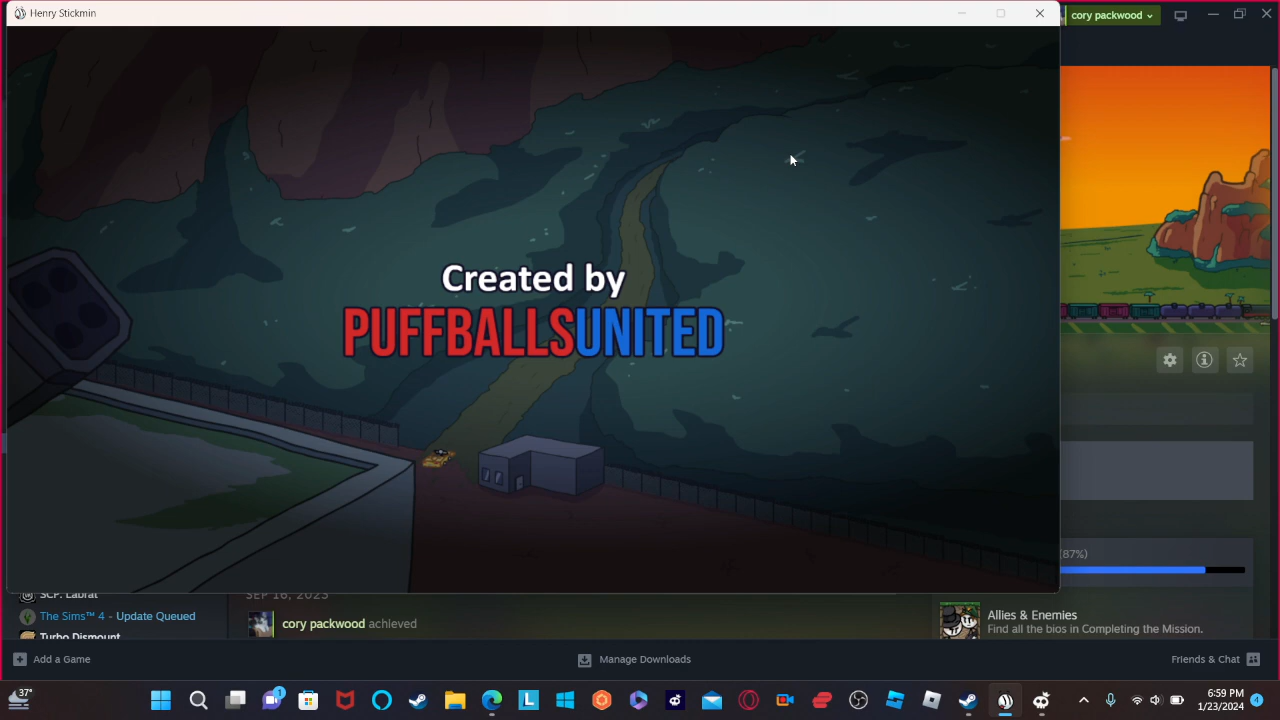 Henry Stickmin
cory packwood
Created by
PUFFBALLSUNITED
(87%)
SCP: Labrat
SEP 16, 2023
The Sims™ 4 - Update Queued
cory packwood achieved
Allies & Enemies
Find all the bios in Completing the Mission.
Turbo Dismount
Add a Game
Manage Downloads
Friends & Chat
37°
1
L
6:59 PM
1/23/2024
4